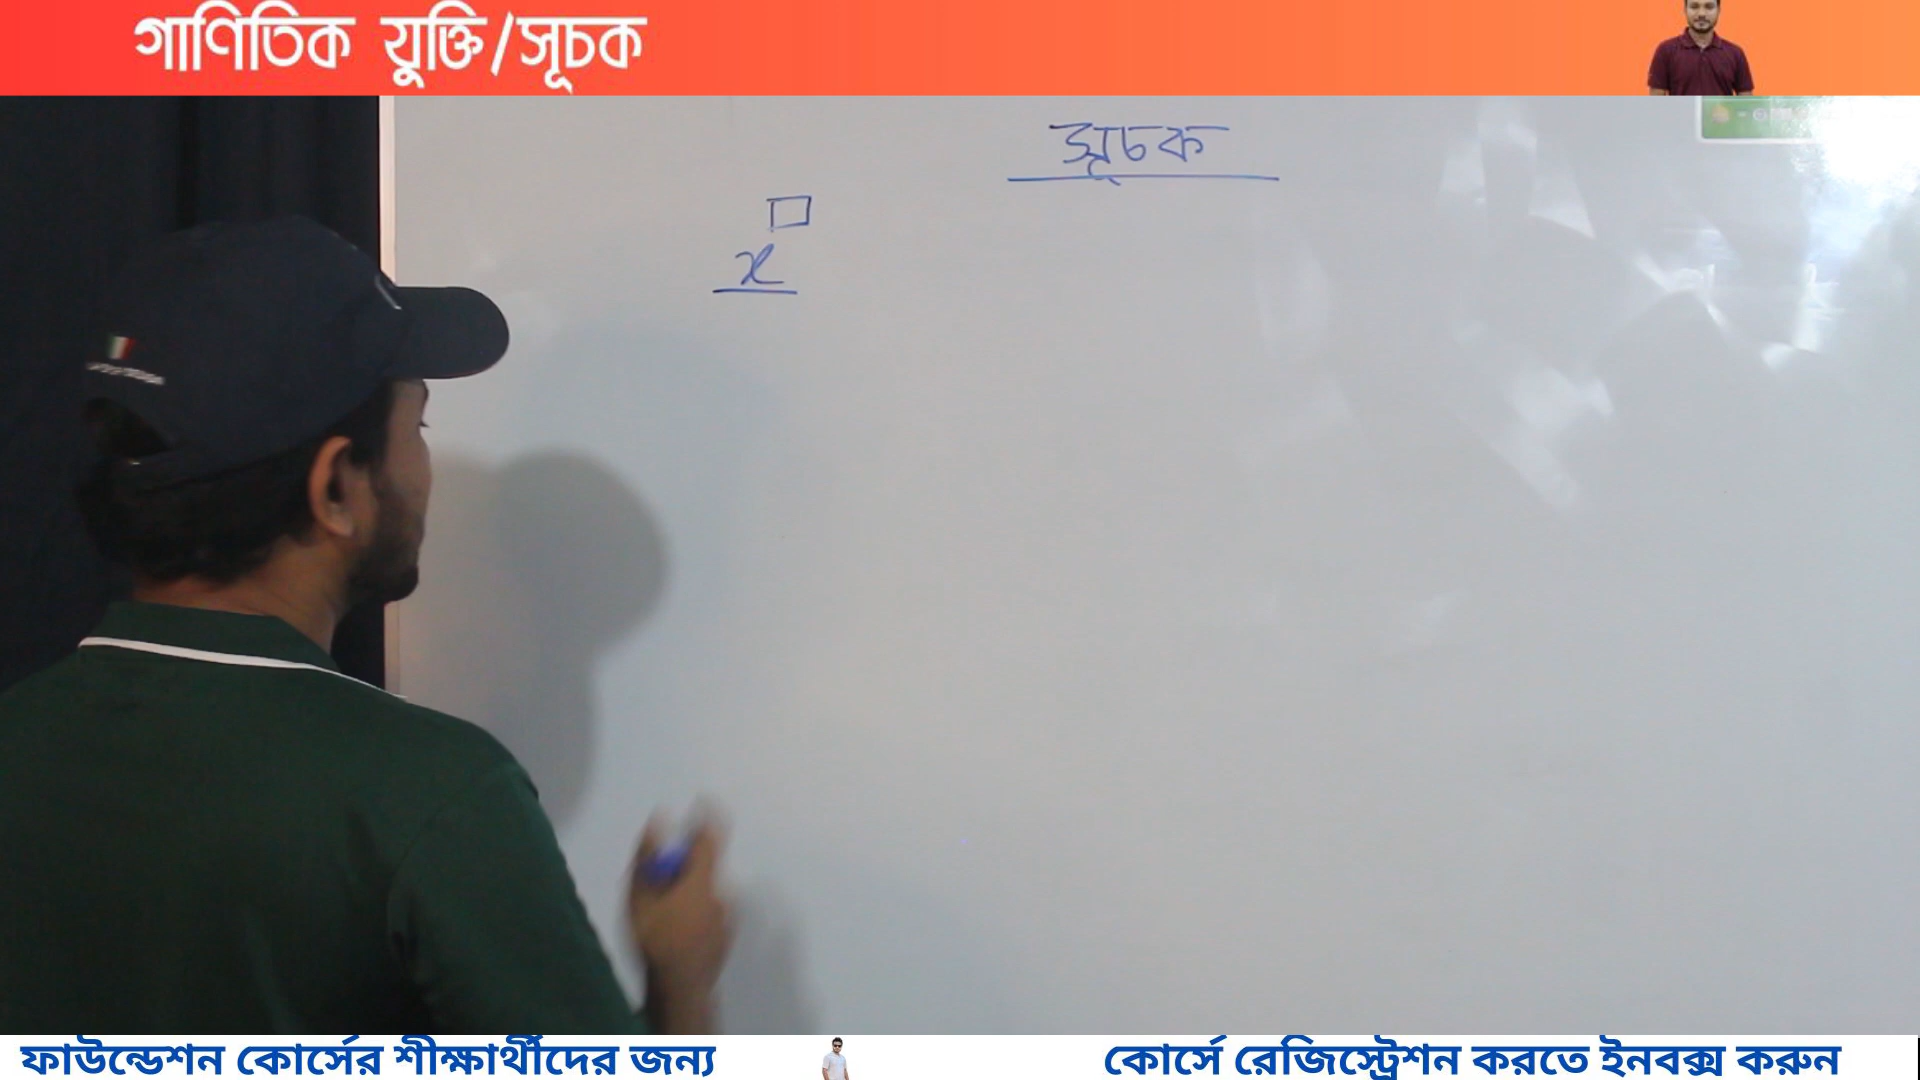 গাণিতিক যুক্তি/সূচক
সূচক
x
ফাউন্ডেশন কোর্সের শীক্ষার্থীদের জন্য
কোর্সে রেজিস্ট্রেশন করতে ইনবক্স করুন